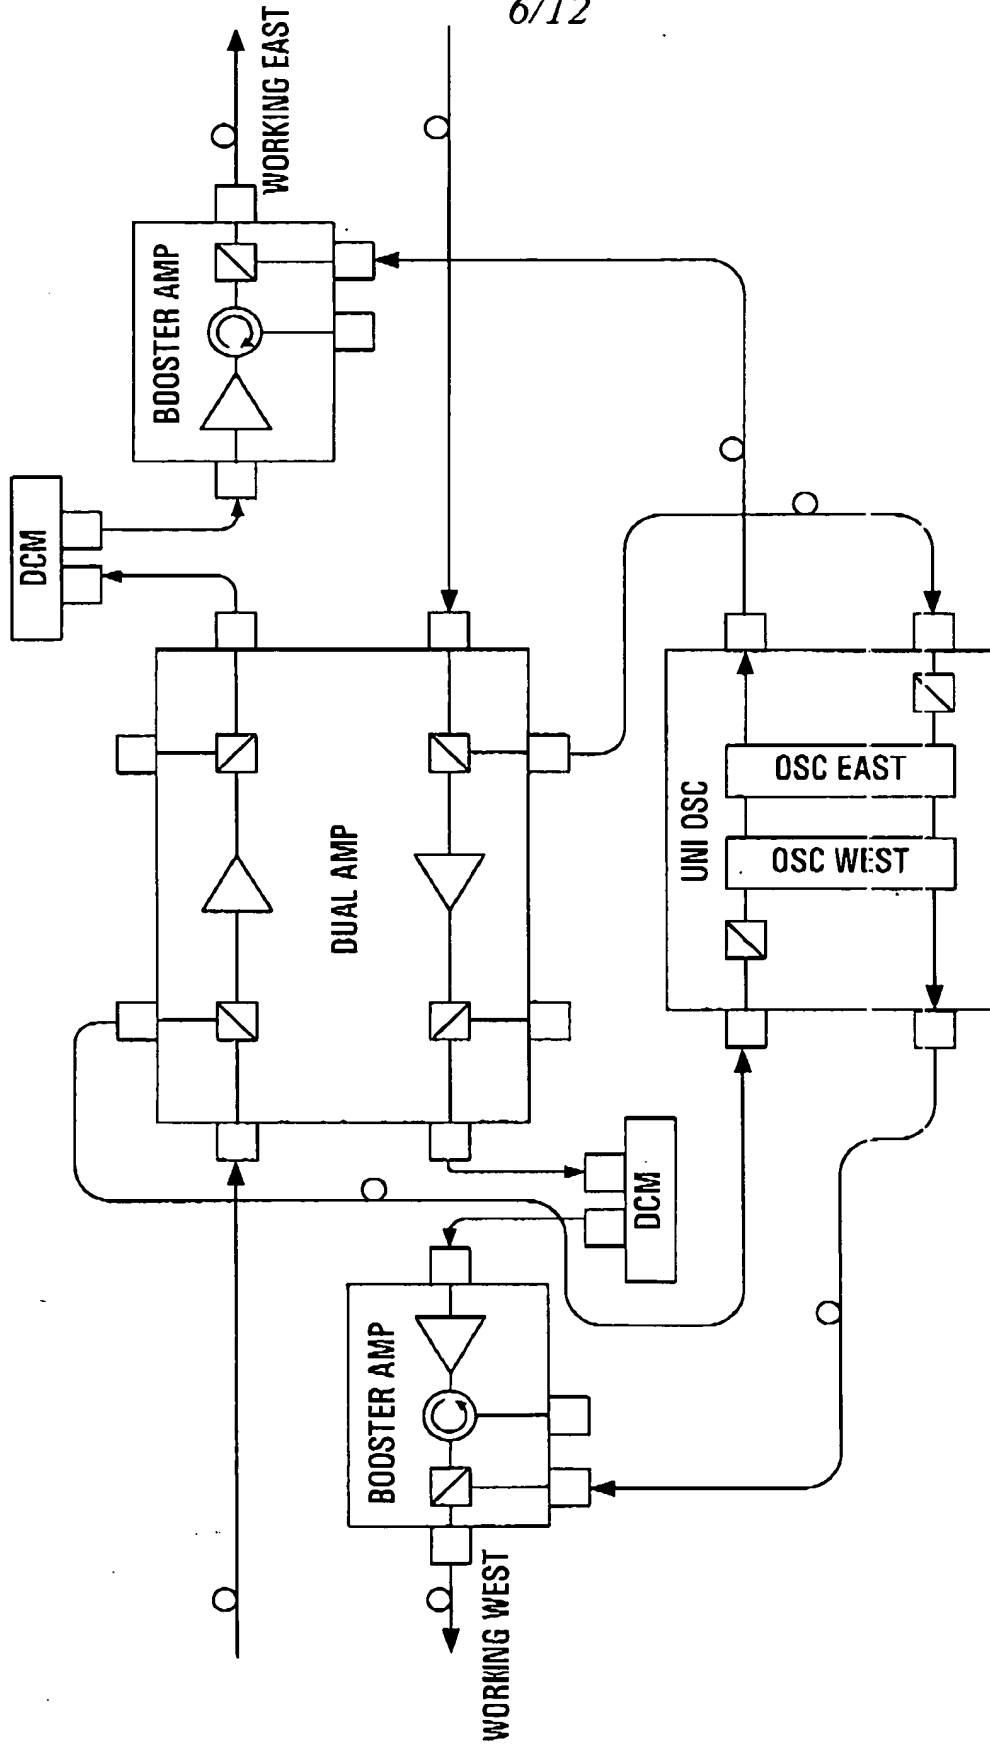 6/12
WORKING EAST
BOOSTER AMP
DCM
DUAL AMP
UNI OSC
OSC EAST
OSC WEST
DCM
BOOSTER AMP
WORKING WEST